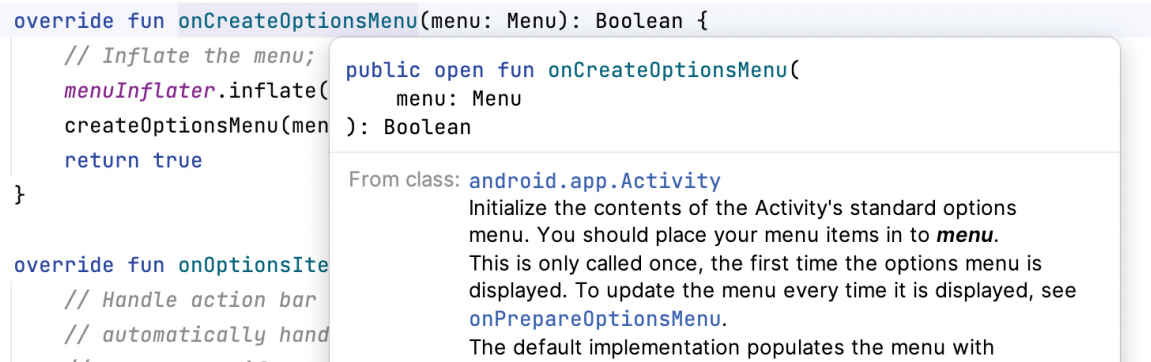 override fun onCreateOptionsMenu(menu: Menu): Boolean {
// Inflate the menu;
menuInflater.inflate(
createOptionsMenu(men
return true
}
override fun onOptionsIte
// Handle action bar
// automatically hand
public open fun onCreateOptionsMenu(
menu: Menu
): Boolean
From class: android.app.Activity
Initialize the contents of the Activity's standard options
menu. You should place your menu items in to menu.
This is only called once, the first time the options menu is
displayed. To update the menu every time it is displayed, see
onPrepareOptionsMenu.
The default implementation populates the menu with